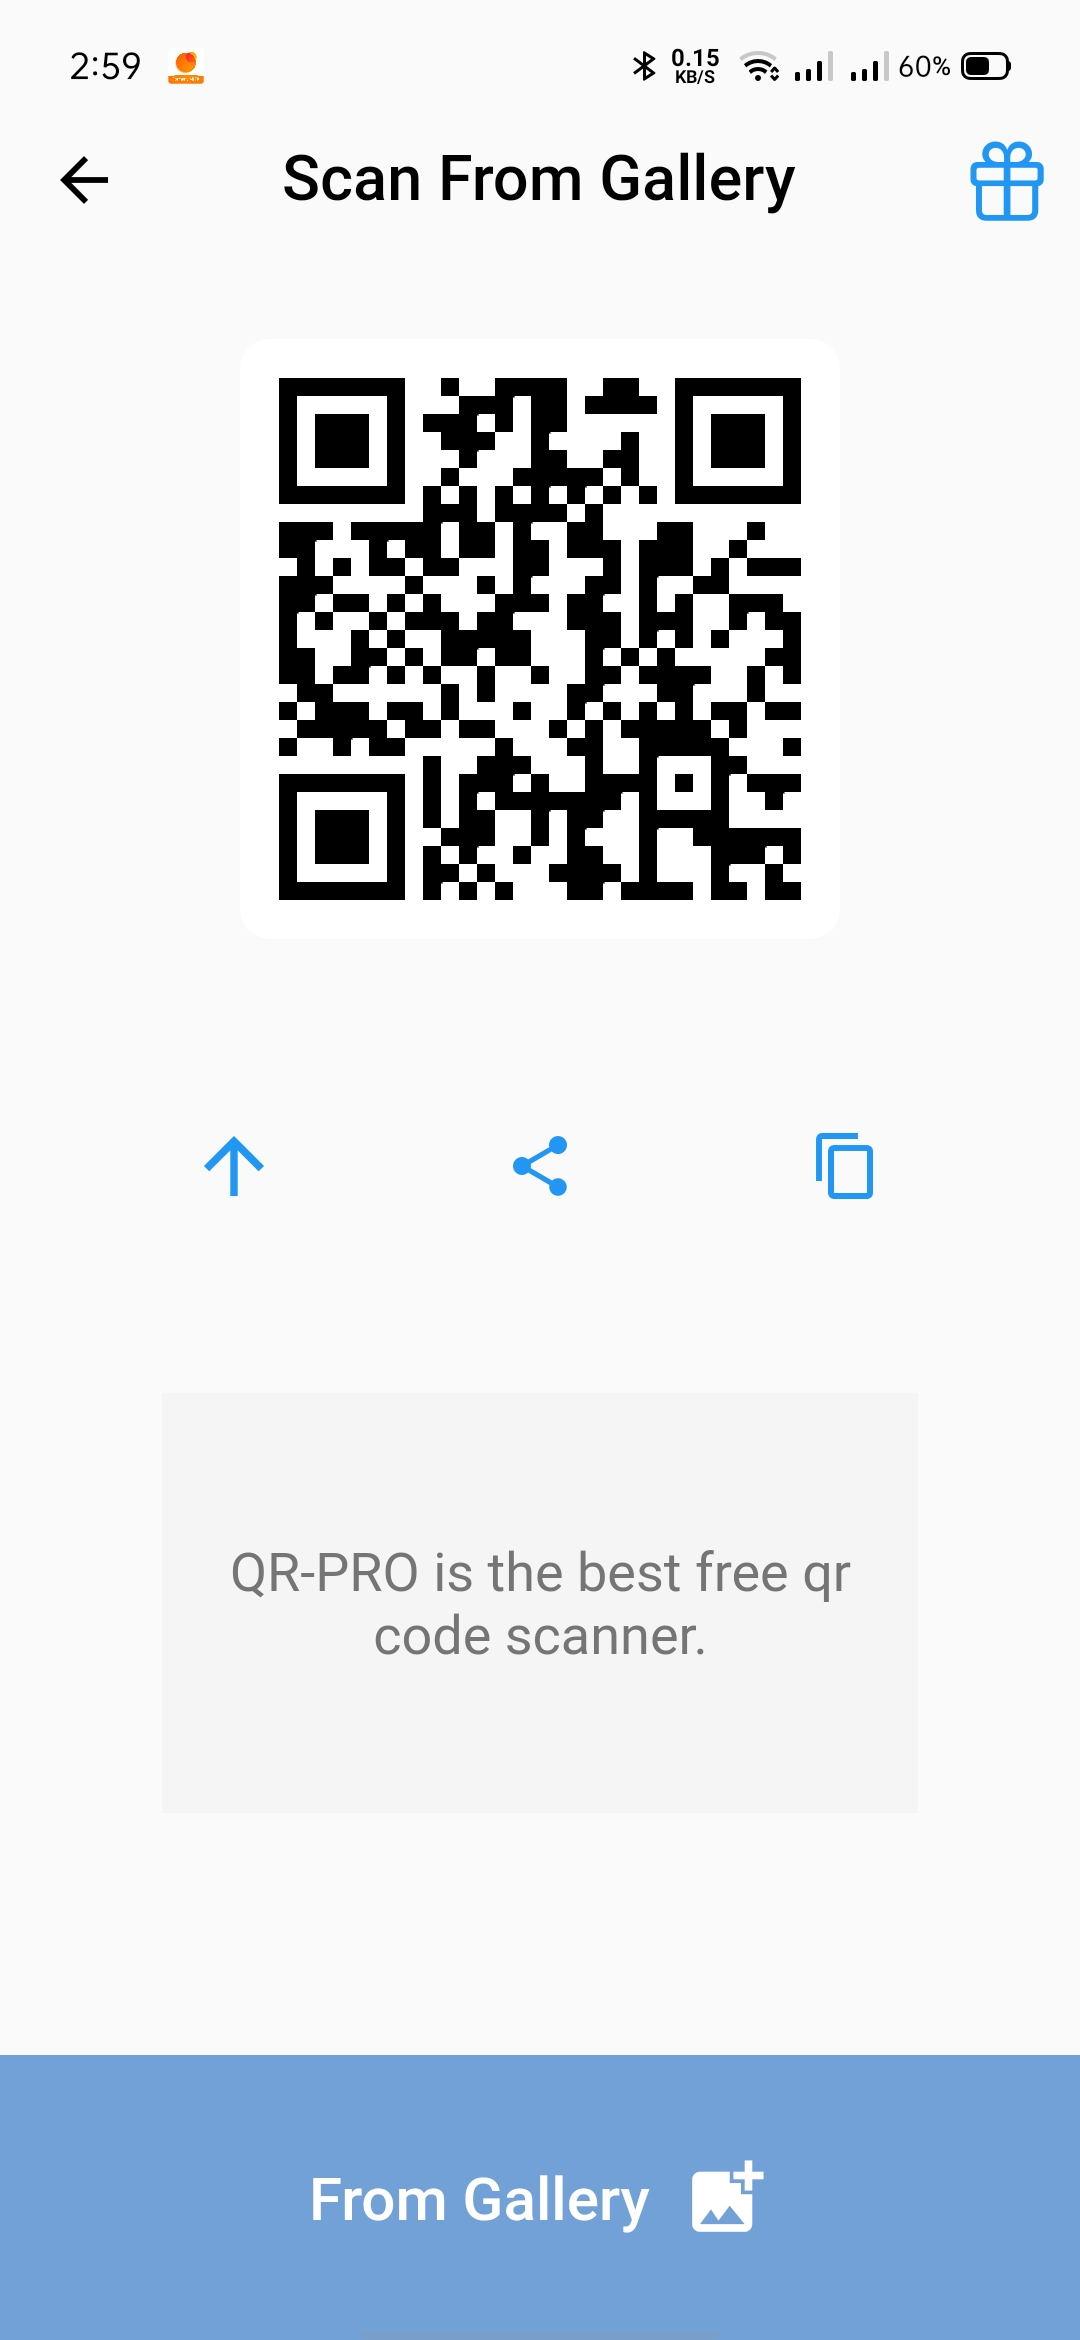 2:59
0.15
KB/S
60%
Scan From Gallery
QR-PRO is the best free qr
code scanner.
From Gallery